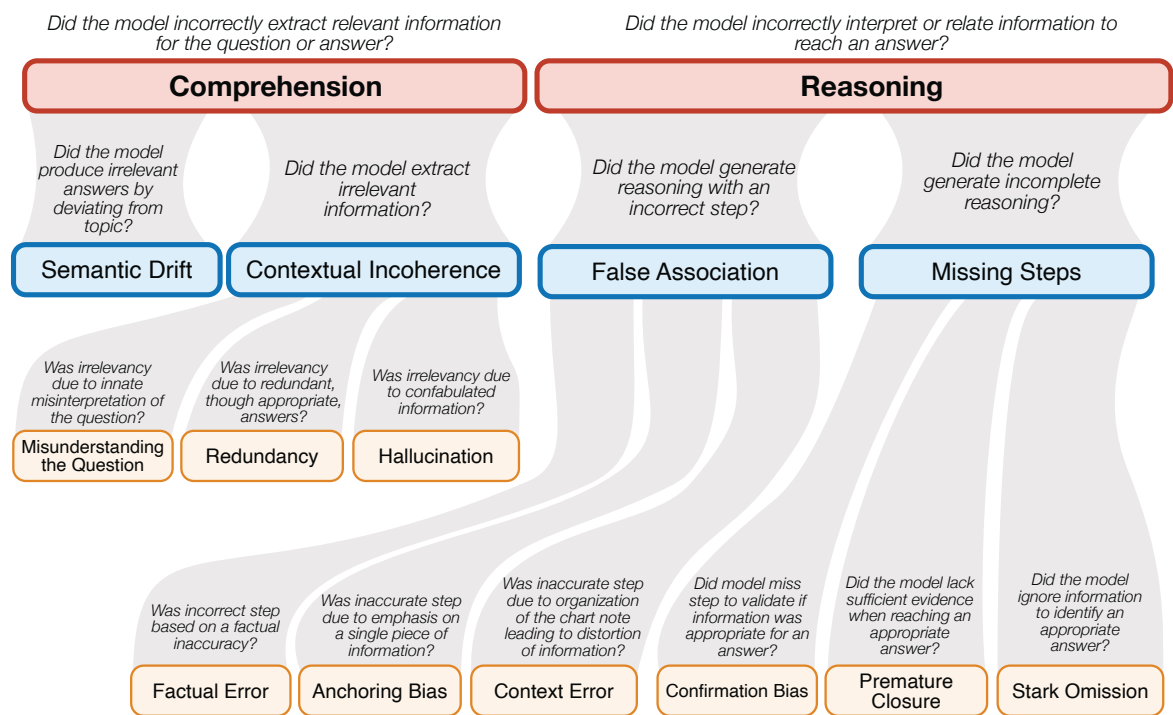 Did the model incorrectly extract relevant information
for the question or answer?
Did the model incorrectly interpret or relate information to
reach an answer?
Comprehension
Reasoning
Did the model
produce irrelevant
answers by
deviating from
topic?
Did the model extract
irrelevant
information?
Did the model generate
reasoning with an
incorrect step?
Did the model
generate incomplete
reasoning?
Semantic Drift
Contextual Incoherence
False Association
Missing Steps
Was irrelevancy
due to innate
misinterpretation of
the question?
Was irrelevancy
due to redundant,
though appropriate,
answers?
Was irrelevancy due
to confabulated
information?
Misunderstanding
the Question
Redundancy
Hallucination
Was incorrect step
based on a factual
inaccuracy?
Was inaccurate step
due to emphasis on
a single piece of
information?
Was inaccurate step
due to organization
of the chart note
leading to distortion
of information?
Did model miss
step to validate if
information was
appropriate for an
answer?
Did the model lack
sufficient evidence
when reaching an
appropriate
answer?
Did the model
ignore information
to identify an
appropriate
answer?
Factual Error
Anchoring Bias
Context Error
Confirmation Bias
Premature
Closure
Stark Omission